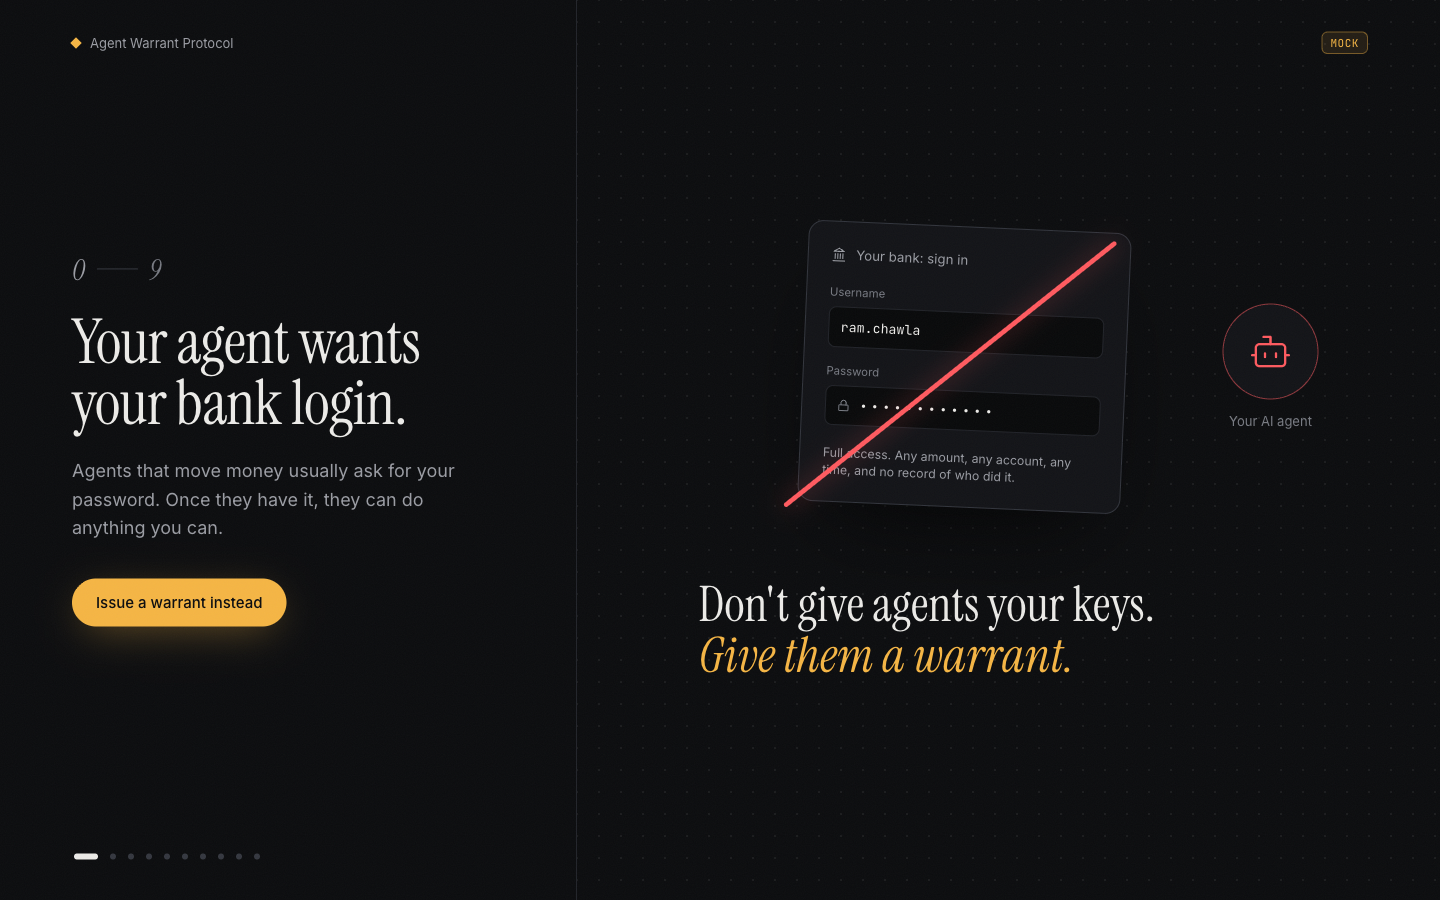 Agent Warrant Protocol
0 — 9
Your agent wants
your bank login.
Agents that move money usually ask for your
password. Once they have it, they can do
anything you can.
Issue a warrant instead
MOCK
Your bank: sign in
Username
ram.chawla
Password
••••••••••••
Full access. Any amount, any account, any
time, and no record of who did it.
Your AI agent
Don't give agents your keys.
Give them a warrant.